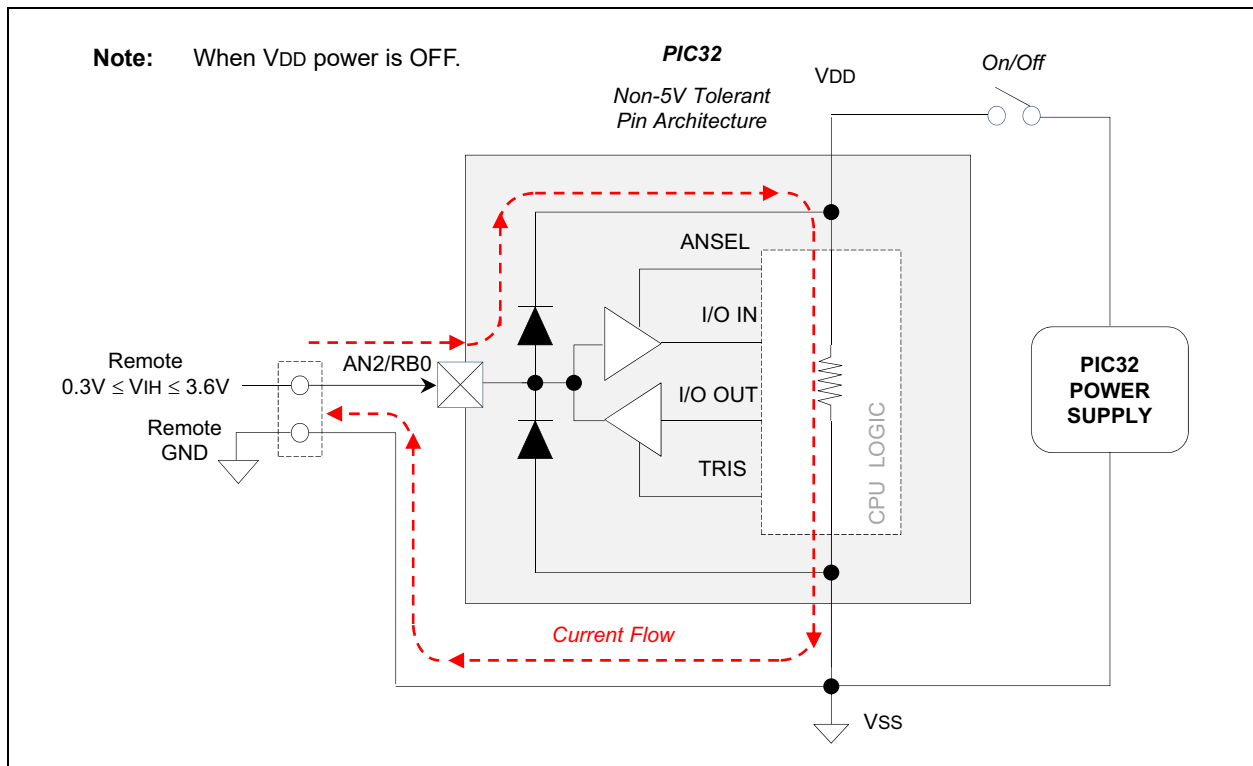 Note: When VDD power is OFF.
PIC32
Non-5V Tolerant
Pin Architecture
VDD
On/Off
ANSEL
I/O IN
AN2/RB0
Remote
0.3V ≤ VIH ≤ 3.6V
I/O OUT
Remote
GND
TRIS
CPU LOGIC
PIC32
POWER
SUPPLY
Current Flow
VSS